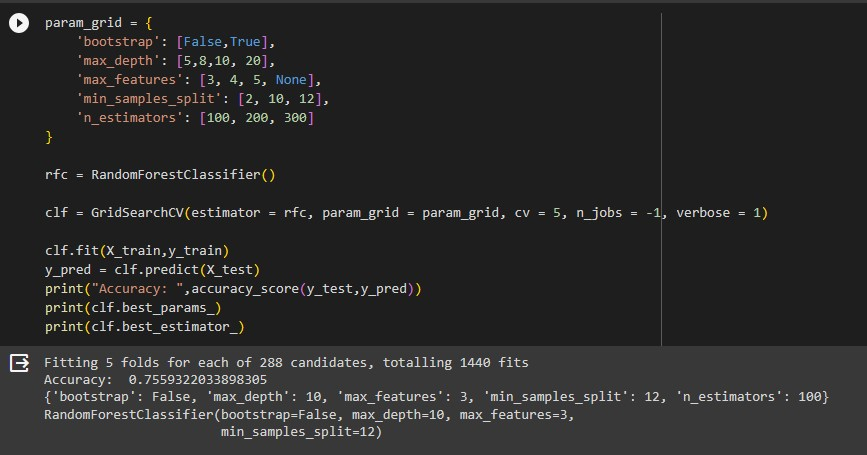 param_grid = {
    'bootstrap': [False,True],
    'max_depth': [5,8,10, 20],
    'max_features': [3, 4, 5, None],
    'min_samples_split': [2, 10, 12],
    'n_estimators': [100, 200, 300]
}
rfc = RandomForestClassifier()
clf = GridSearchCV(estimator = rfc, param_grid = param_grid, cv = 5, n_jobs = -1, verbose = 1)
clf.fit(X_train,y_train)
y_pred = clf.predict(X_test)
print("Accuracy: ",accuracy_score(y_test,y_pred))
print(clf.best_params_)
print(clf.best_estimator_)
Fitting 5 folds for each of 288 candidates, totalling 1440 fits
Accuracy:  0.7559322033898305
{'bootstrap': False, 'max_depth': 10, 'max_features': 3, 'min_samples_split': 12, 'n_estimators': 100}
RandomForestClassifier(bootstrap=False, max_depth=10, max_features=3,
                       min_samples_split=12)